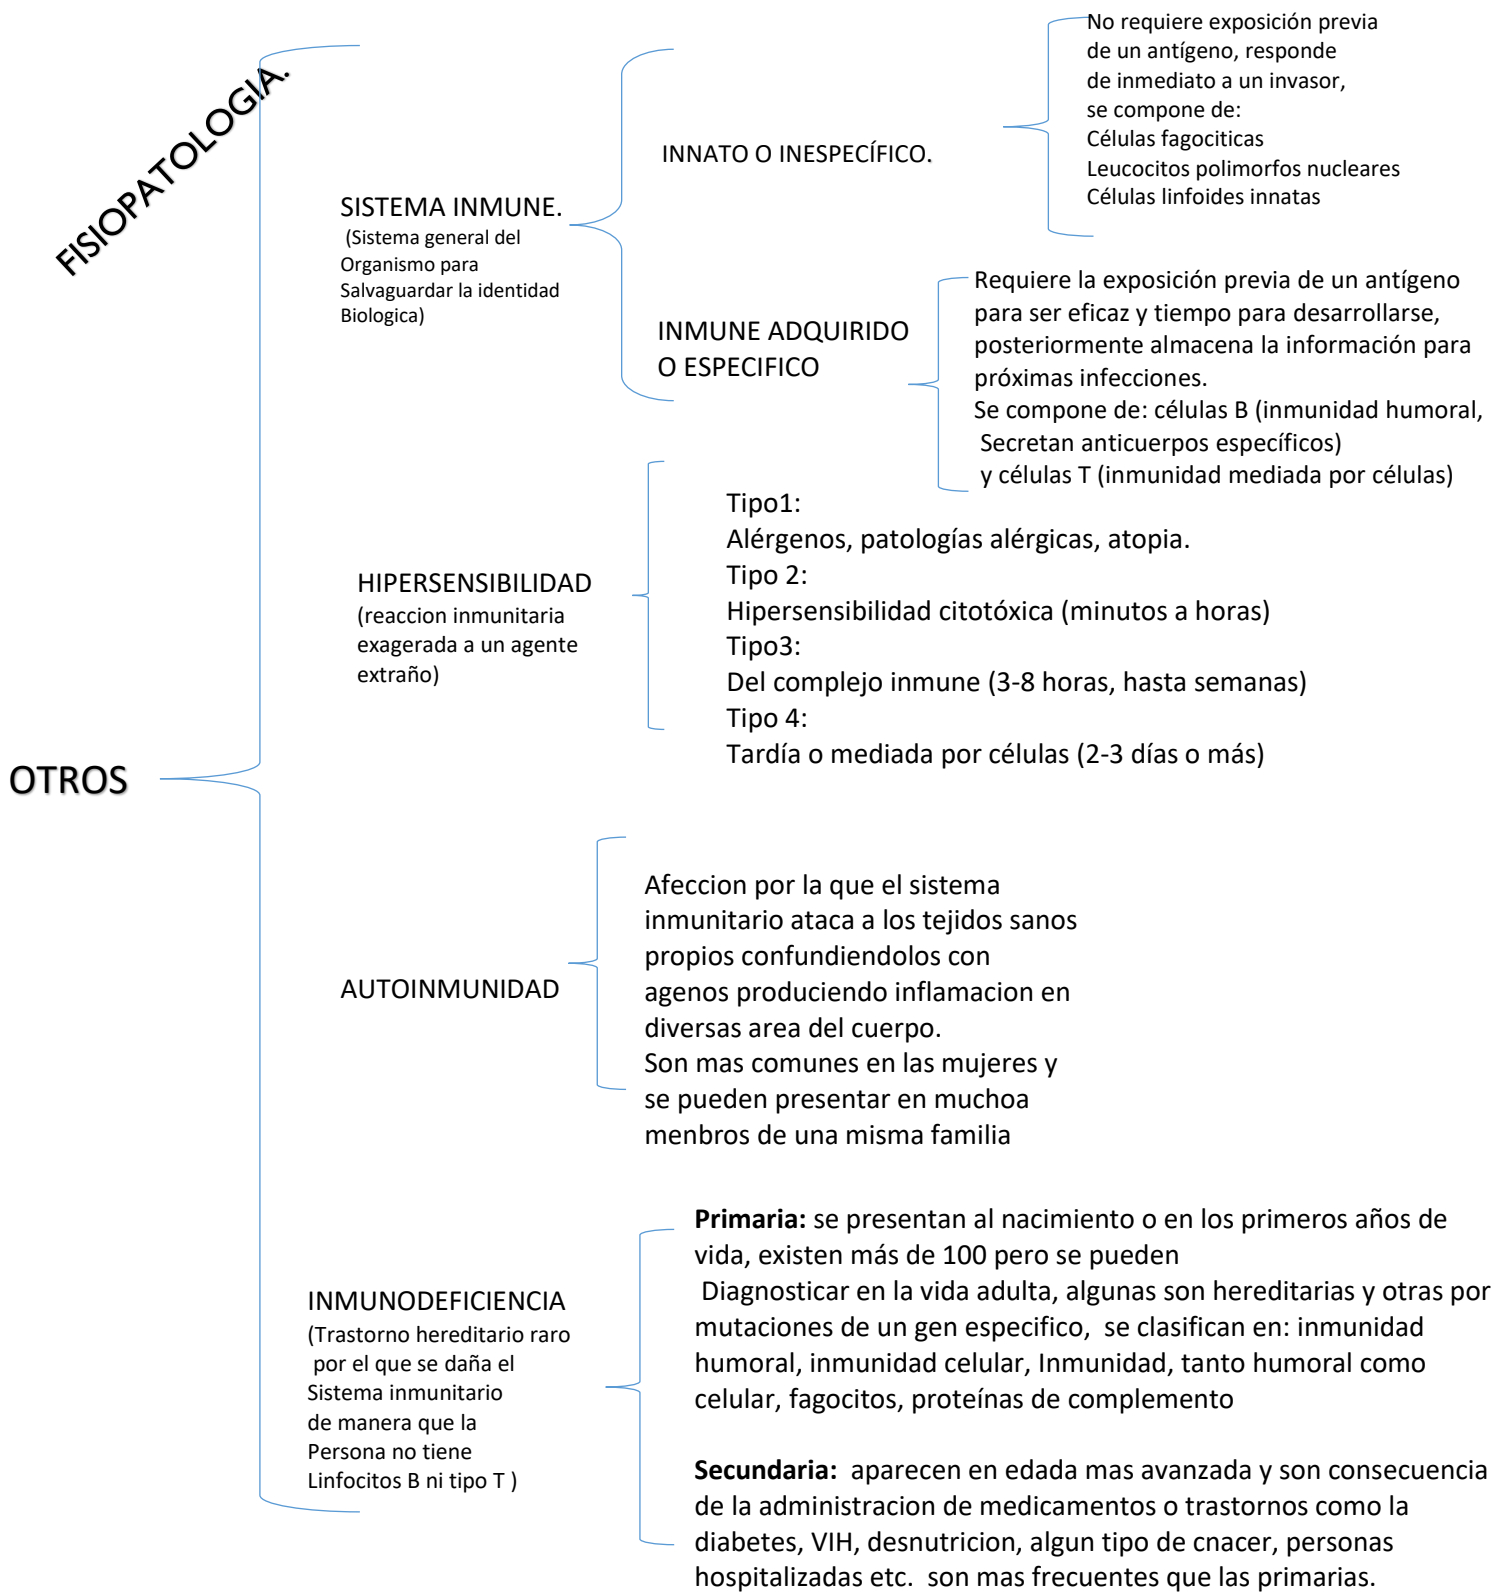 FISIOPATOLOGIA.
OTROS
SISTEMA INMUNE.
(Sistema general del
Organismo para
Salvaguardar la identidad
Biologica)
INNATO O INESPECÍFICO.
No requiere exposición previa
de un antígeno, responde
de inmediato a un invasor,
se compone de:
Células fagociticas
Leucocitos polimorfos nucleares
Células linfoides innatas
INMUNE ADQUIRIDO
O ESPECIFICO
Requiere la exposición previa de un antígeno
para ser eficaz y tiempo para desarrollarse,
posteriormente almacena la información para
próximas infecciones.
Se compone de: células B (inmunidad humoral,
Secretan anticuerpos específicos)
y células T (inmunidad mediada por células)
HIPERSENSIBILIDAD
(reaccion inmunitaria
exagerada a un agente
extraño)
Tipo1:
Alérgenos, patologías alérgicas, atopia.
Tipo 2:
Hipersensibilidad citotóxica (minutos a horas)
Tipo3:
Del complejo inmune (3-8 horas, hasta semanas)
Tipo 4:
Tardía o mediada por células (2-3 días o más)
AUTOINMUNIDAD
Afeccion por la que el sistema
inmunitario ataca a los tejidos sanos
propios confundiendolos con
agenos produciendo inflamacion en
diversas area del cuerpo.
Son mas comunes en las mujeres y
se pueden presentar en muchoa
menbros de una misma familia
INMUNODEFICIENCIA
(Trastorno hereditario raro
por el que se daña el
Sistema inmunitario
de manera que la
Persona no tiene
Linfocitos B ni tipo T )
Primaria: se presentan al nacimiento o en los primeros años de
vida, existen más de 100 pero se pueden
Diagnosticar en la vida adulta, algunas son hereditarias y otras por
mutaciones de un gen especifico, se clasifican en: inmunidad
humoral, inmunidad celular, Inmunidad, tanto humoral como
celular, fagocitos, proteínas de complemento
Secundaria: aparecen en edada mas avanzada y son consecuencia
de la administracion de medicamentos o trastornos como la
diabetes, VIH, desnutricion, algun tipo de cnacer, personas
hospitalizadas etc. son mas frecuentes que las primarias.